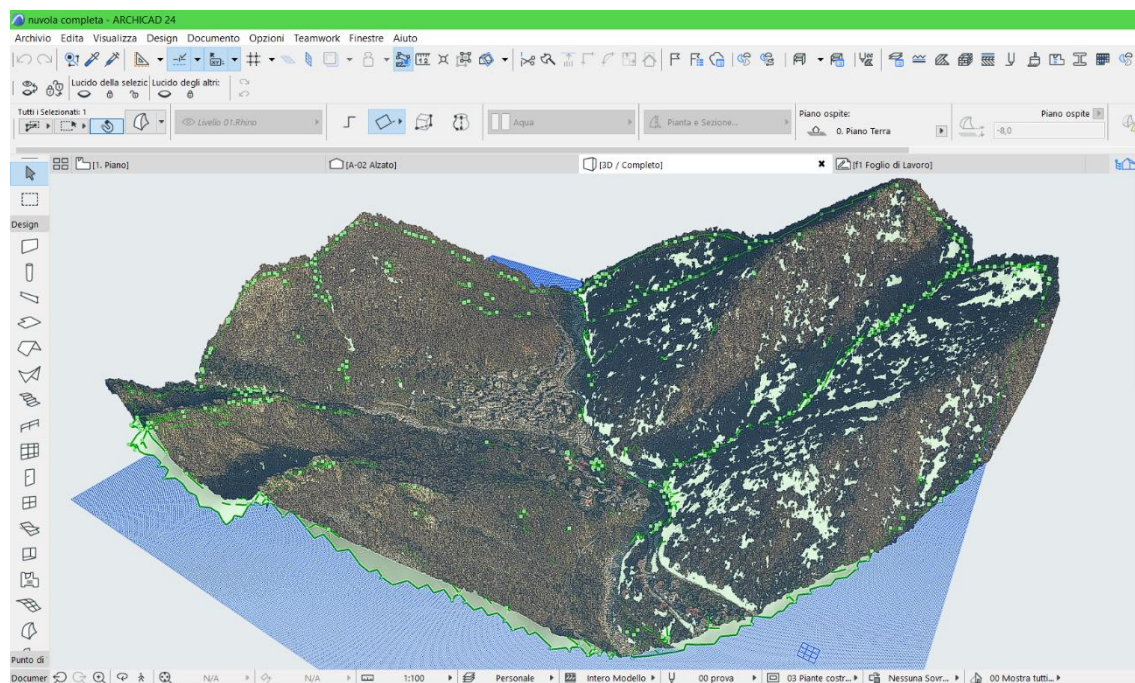 nuvola completa - ARCHICAD 24
Archivio Edita Visualizza Design Documento Opzioni Teamwork Finestre Aiuto
Lucido della selezic Lucido degli altri:
Tutti i Selezionati: 1
Livello 01.Rhino
Aqua
Pianta e Sezione...
Piano ospite:
0. Piano Terra
Piano ospite
-8,0
[1. Piano]
[A-02 Alzato]
[3D / Completo]
[f1 Foglio di Lavoro]
Design
Punto di
Documer
N/A
N/A
1:100
Personale
Intero Modello
00 prova
03 Piante costr...
Nessuna Sovr...
00 Mostra tutti...